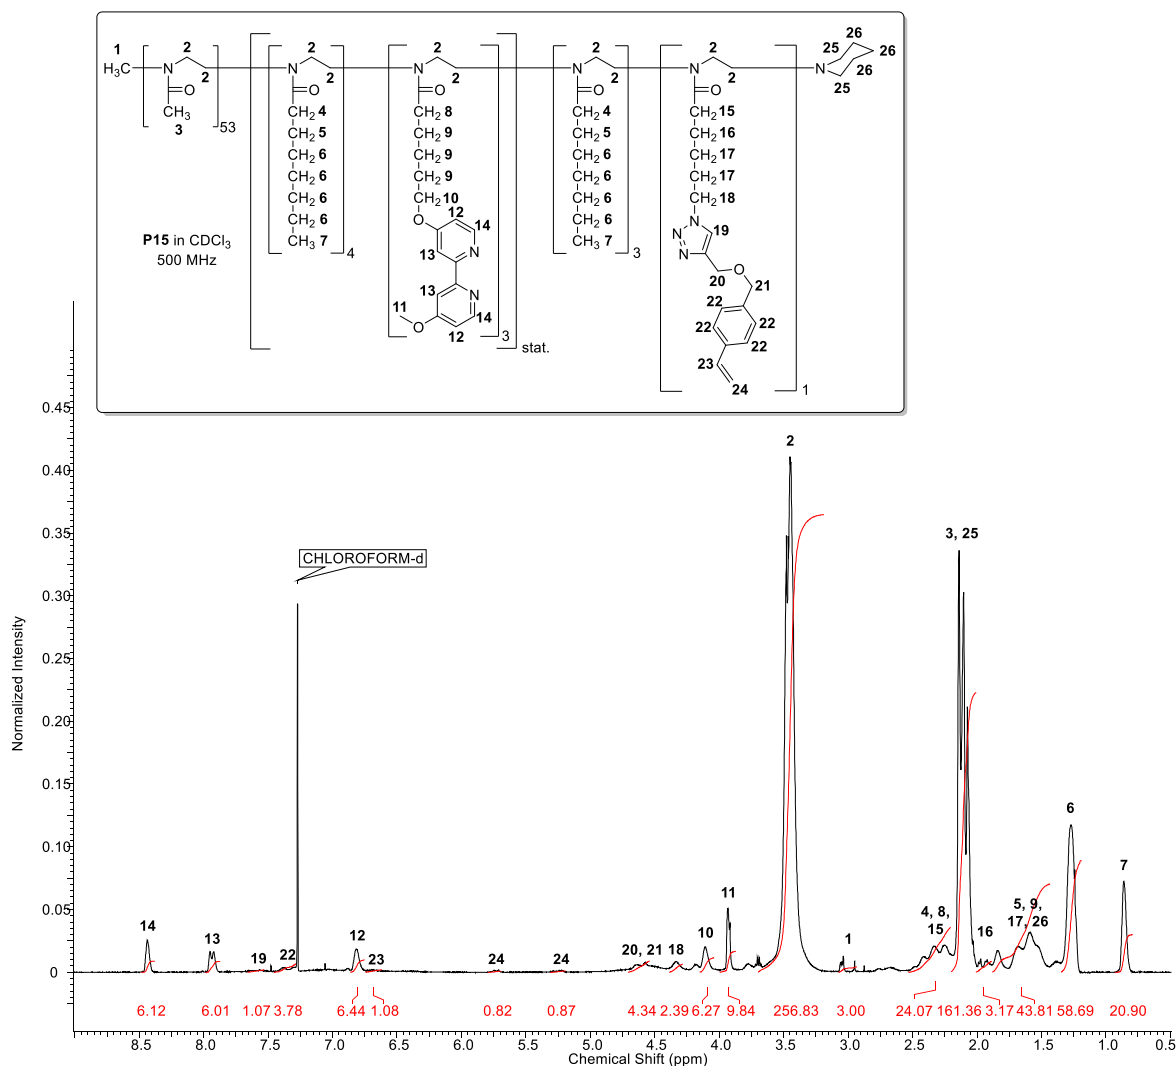 1 2 2 2 2 2 26
H₃C N 2 N 2 N 2 N 2 N 2 N 25 26 26 25
O O O O O
CH₃ CH₂ 4 CH₂ 8 CH₂ 4 CH₂ 15
3 53 CH₂ 5 CH₂ 9 CH₂ 5 CH₂ 16
CH₂ 6 CH₂ 9 CH₂ 6 CH₂ 17
CH₂ 6 CH₂ 9 CH₂ 6 CH₂ 17
CH₂ 6 CH₂ 10 CH₂ 6 CH₂ 18
CH₂ 6 O 12 14 CH₂ 6 N 19
P15 in CDCl₃ CH₃ 7 4 13 N CH₃ 7 3 N N
500 MHz O 20 21
11 13 N 22 22
O 12 14 3 stat. 22 22
23
24 1
Normalized Intensity
0.45
0.40
0.35
0.30
0.25
0.20
0.15
0.10
0.05
0
CHLOROFORM-d
14
13
19
22
12
23
24
24
20, 21
18
10
11
2
1
4, 8,
15
3, 25
16
5, 9,
17, 26
6
7
6.12 6.01 1.07 3.78 6.44 1.08 0.82 0.87 4.34 2.39 6.27 9.84 256.83 3.00 24.07 161.36 3.17 43.81 58.69 20.90
8.5 8.0 7.5 7.0 6.5 6.0 5.5 5.0 4.5 4.0 3.5 3.0 2.5 2.0 1.5 1.0 0.5
Chemical Shift (ppm)